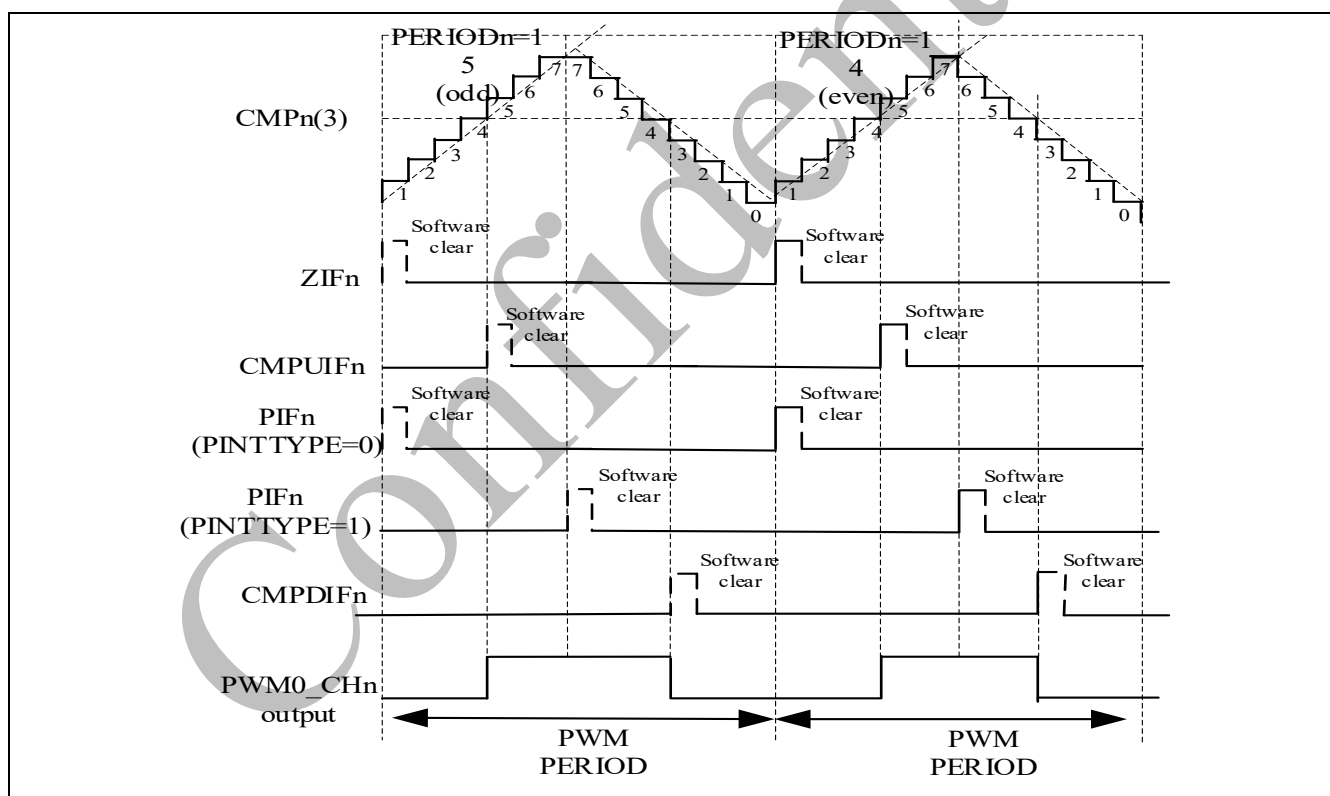 PERIODn=1
5
(odd)
PERIODn=1
4
(even)
CMPn(3)
1
2
3
4
5
6
7
7
6
5
4
3
2
1
0
1
2
3
4
5
6
7
6
5
4
3
2
1
0
ZIFn
Software
clear
Software
clear
CMPUIFn
Software
clear
Software
clear
PIFn
(PINTTYPE=0)
Software
clear
Software
clear
PIFn
(PINTTYPE=1)
Software
clear
Software
clear
CMPDIFn
Software
clear
Software
clear
PWM0_CHn
output
PWM
PERIOD
PWM
PERIOD
Confident